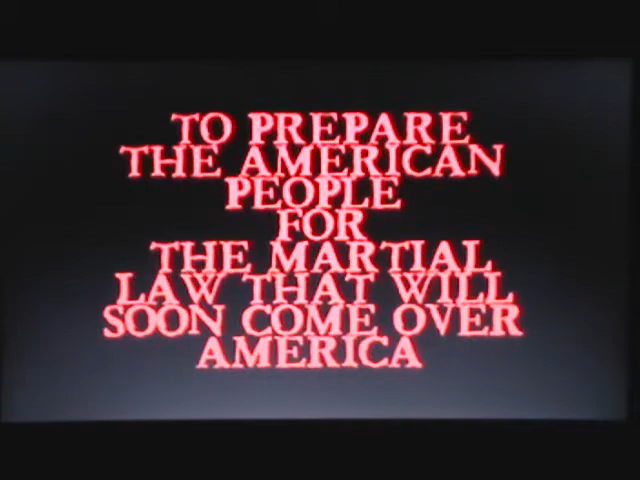 TO PREPARE
THE AMERICAN
PEOPLE
FOR
THE MARTIAL
LAW THAT WILL
SOON COME OVER
AMERICA